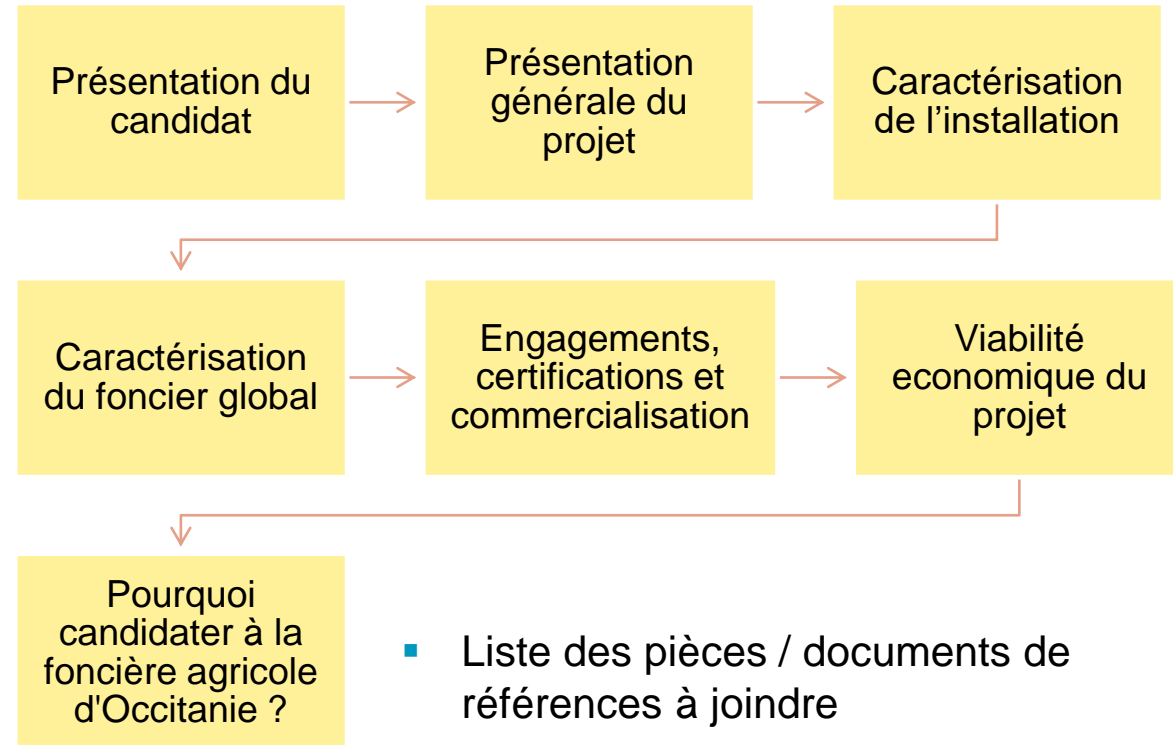 Présentation du
candidat
Présentation
générale du
projet
Caractérisation
de l’installation
Caractérisation
du foncier global
Engagements,
certifications et
commercialisation
Viabilité
economique du
projet
Pourquoi
candidater à la
foncière agricole
d'Occitanie ?
▪ Liste des pièces / documents de
références à joindre